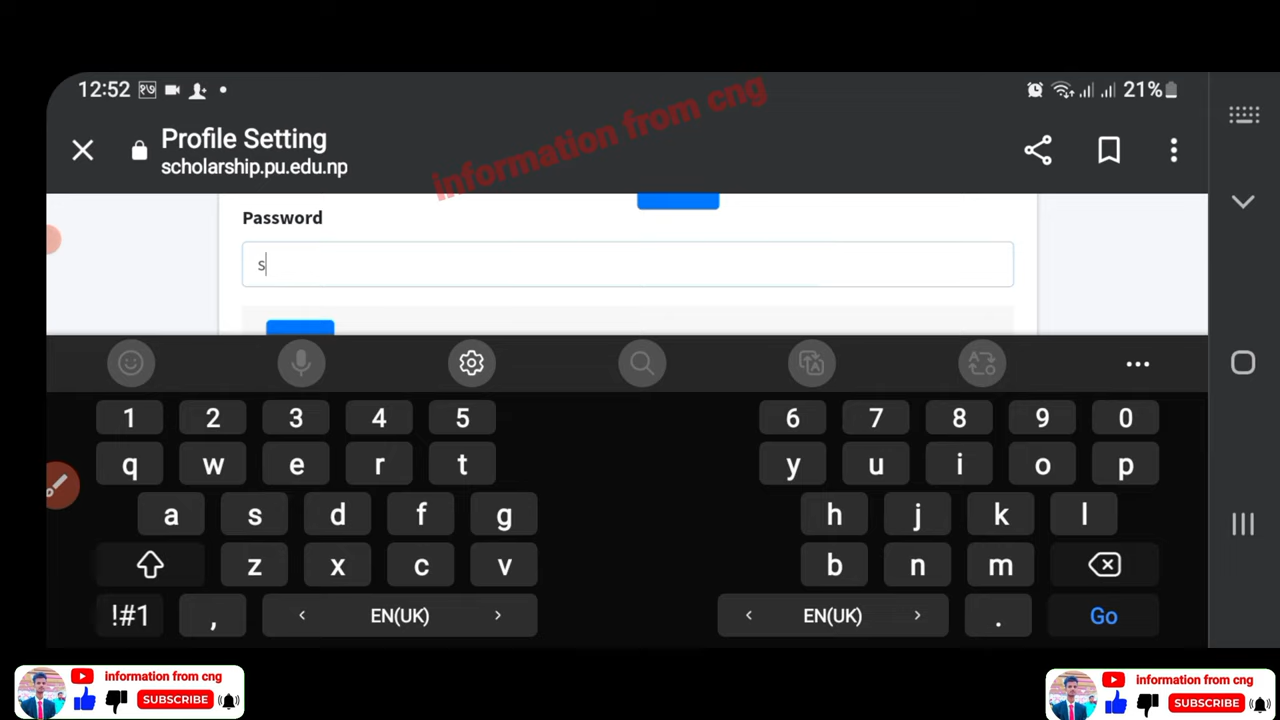 12:52 १७
21%
Profile Setting
scholarship.pu.edu.np
information from cng
Password
s
1 2 3 4 5 6 7 8 9 0
q w e r t y u i o p
a s d f g h j k l
z x c v b n m
!#1 , < EN(UK) > < EN(UK) > . Go
information from cng
SUBSCRIBE
information from cng
SUBSCRIBE